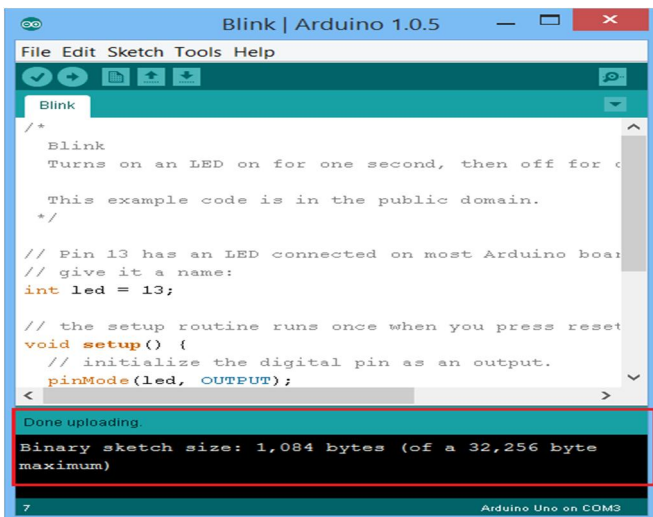 Blink | Arduino 1.0.5
File Edit Sketch Tools Help
Blink
/*
Blink
Turns on an LED on for one second, then off for
This example code is in the public domain.
*/
// Pin 13 has an LED connected on most Arduino
// give it a name:
int led = 13;
// the setup routine runs once when you press reset
void setup() {
// initialize the digital pin as an output.
pinMode(led, OUTPUT);
Done uploading.
Binary sketch size: 1,084 bytes (of a 32,256 byte
maximum)
7
Arduino Uno on COM3